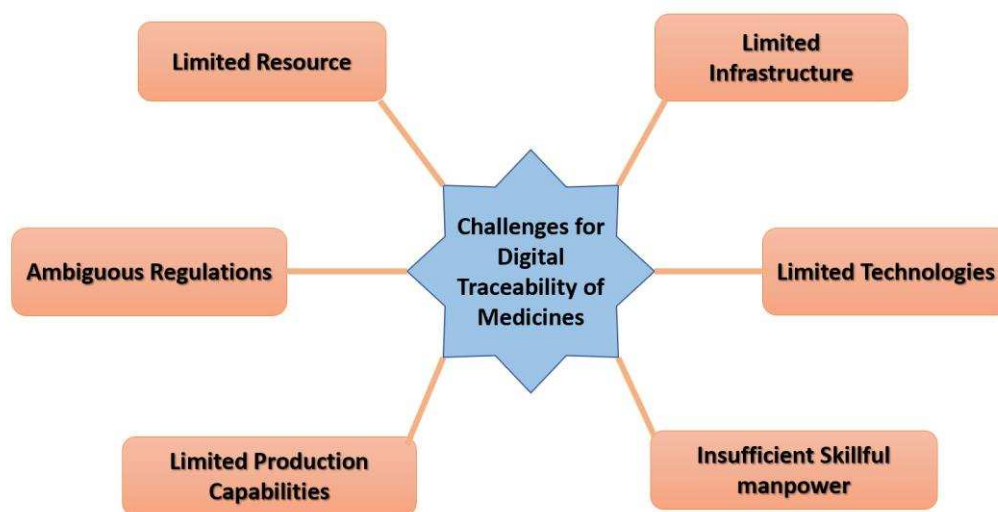 Limited Resource
Limited
Infrastructure
Challenges for
Digital
Traceability of
Medicines
Ambiguous Regulations
Limited Technologies
Limited Production
Capabilities
Insufficient Skillful
manpower